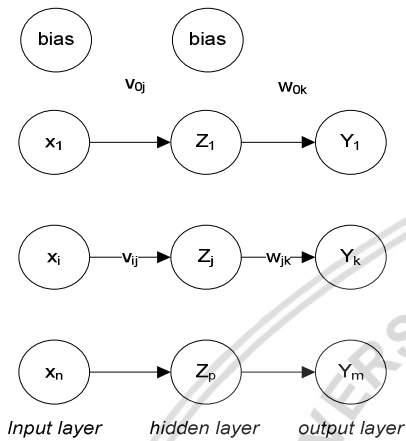 bias bias
v0j w0k
x1 Z1 Y1
xi vij Zj wjk Yk
xn Zp Ym
Input layer hidden layer output layer
VERS